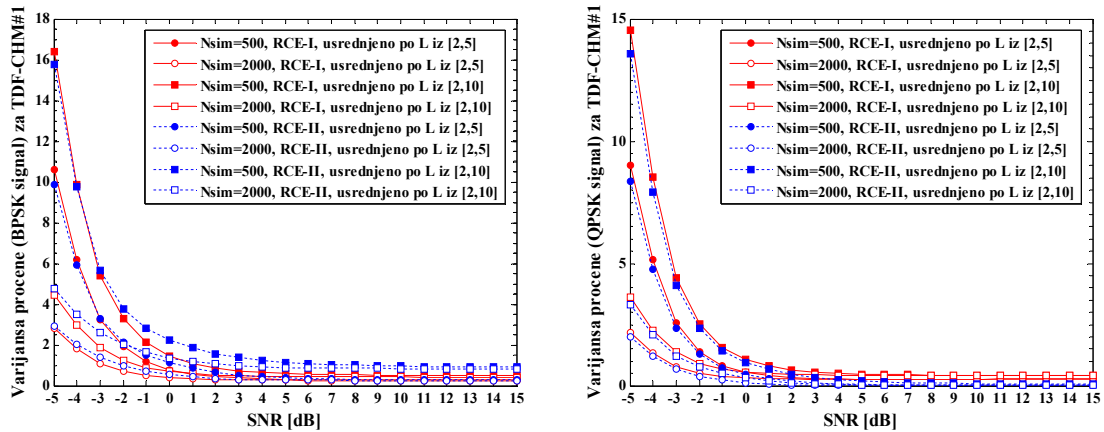 Varijansa procene (BPSK signal) za TDF-CHM#1
18
16
14
12
10
8
6
4
2
0
Nsim=500, RCE-I, usrednjeno po L iz [2,5]
Nsim=2000, RCE-I, usrednjeno po L iz [2,5]
Nsim=500, RCE-I, usrednjeno po L iz [2,10]
Nsim=2000, RCE-I, usrednjeno po L iz [2,10]
Nsim=500, RCE-II, usrednjeno po L iz [2,5]
Nsim=2000, RCE-II, usrednjeno po L iz [2,5]
Nsim=500, RCE-II, usrednjeno po L iz [2,10]
Nsim=2000, RCE-II, usrednjeno po L iz [2,10]
-5 -4 -3 -2 -1 0 1 2 3 4 5 6 7 8 9 10 11 12 13 14 15
SNR [dB]
Varijansa procene (QPSK signal) za TDF-CHM#1
15
10
5
0
Nsim=500, RCE-I, usrednjeno po L iz [2,5]
Nsim=2000, RCE-I, usrednjeno po L iz [2,5]
Nsim=500, RCE-I, usrednjeno po L iz [2,10]
Nsim=2000, RCE-I, usrednjeno po L iz [2,10]
Nsim=500, RCE-II, usrednjeno po L iz [2,5]
Nsim=2000, RCE-II, usrednjeno po L iz [2,5]
Nsim=500, RCE-II, usrednjeno po L iz [2,10]
Nsim=2000, RCE-II, usrednjeno po L iz [2,10]
-5 -4 -3 -2 -1 0 1 2 3 4 5 6 7 8 9 10 11 12 13 14 15
SNR [dB]